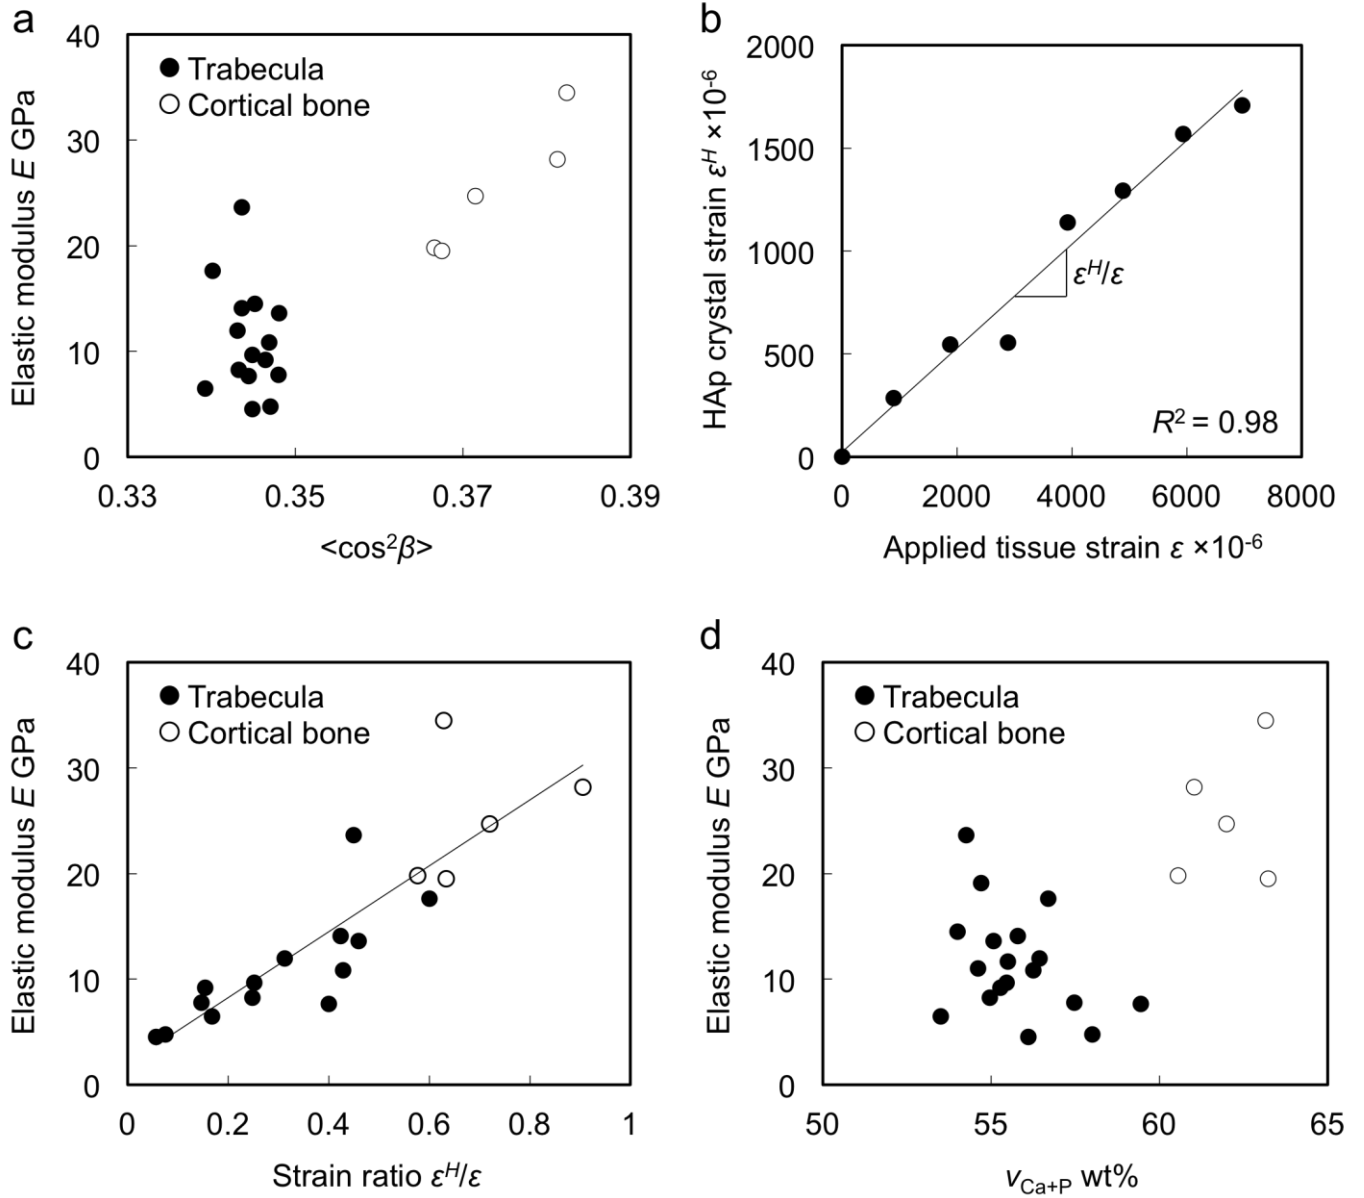 a
40
30
20
10
0
Elastic modulus E GPa
Trabecula
Cortical bone
0.33 0.35 0.37 0.39
<cos²β>
b
2000
1500
1000
500
0
HAp crystal strain εᴴ ×10⁻⁶
εᴴ/ε
R² = 0.98
0 2000 4000 6000 8000
Applied tissue strain ε ×10⁻⁶
c
40
30
20
10
0
Elastic modulus E GPa
Trabecula
Cortical bone
0 0.2 0.4 0.6 0.8 1
Strain ratio εᴴ/ε
d
40
30
20
10
0
Elastic modulus E GPa
Trabecula
Cortical bone
50 55 60 65
νCa+P wt%